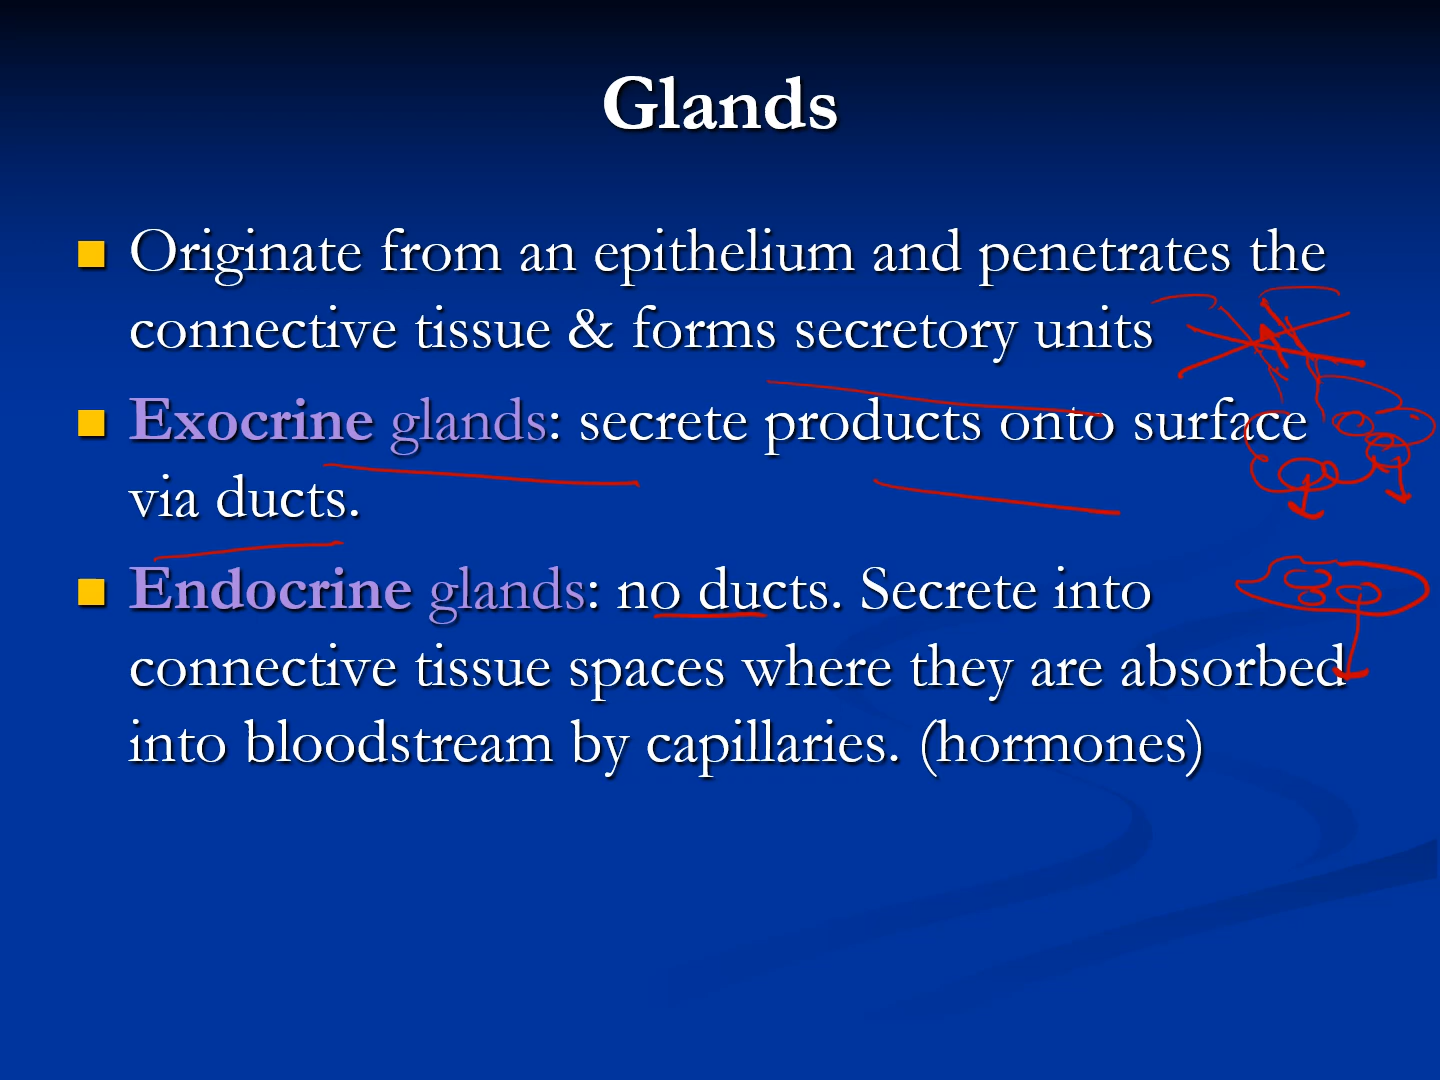 Glands
Originate from an epithelium and penetrates the
connective tissue & forms secretory units
Exocrine glands: secrete products onto surface
via ducts.
Endocrine glands: no ducts. Secrete into
connective tissue spaces where they are absorbed
into bloodstream by capillaries. (hormones)